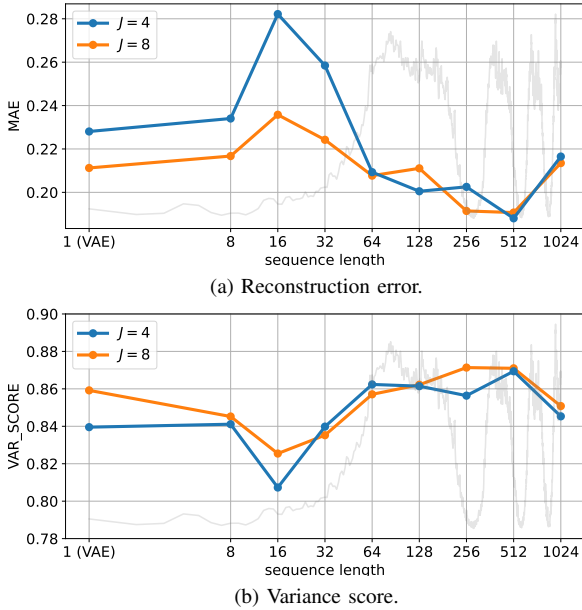 0.28
0.26
0.24
0.22
0.20
MAE
J = 4
J = 8
1 (VAE) 8 16 32 64 128 256 512 1024
sequence length
(a) Reconstruction error.
0.90
0.88
0.86
0.84
0.82
0.80
0.78
VAR_SCORE
J = 4
J = 8
1 (VAE) 8 16 32 64 128 256 512 1024
sequence length
(b) Variance score.